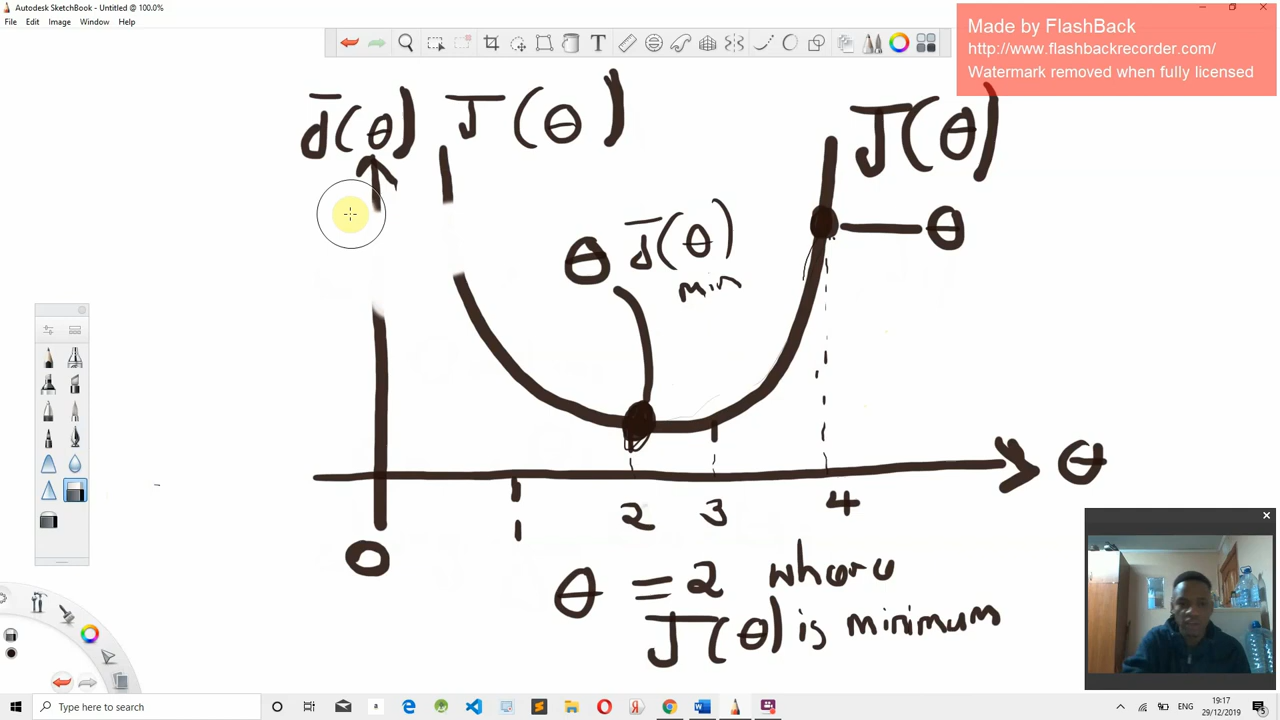 Autodesk SketchBook - Untitled @ 100.0%
File Edit Image Window Help
Made by FlashBack
http://www.flashbackrecorder.com/
Watermark removed when fully licensed
J(θ) J(θ) J(θ)
θ J(θ) θ
min
θ
2 3 4
0
θ = 2 where
J(θ) is minimum
Type here to search
ENG
19:17
29/12/2019